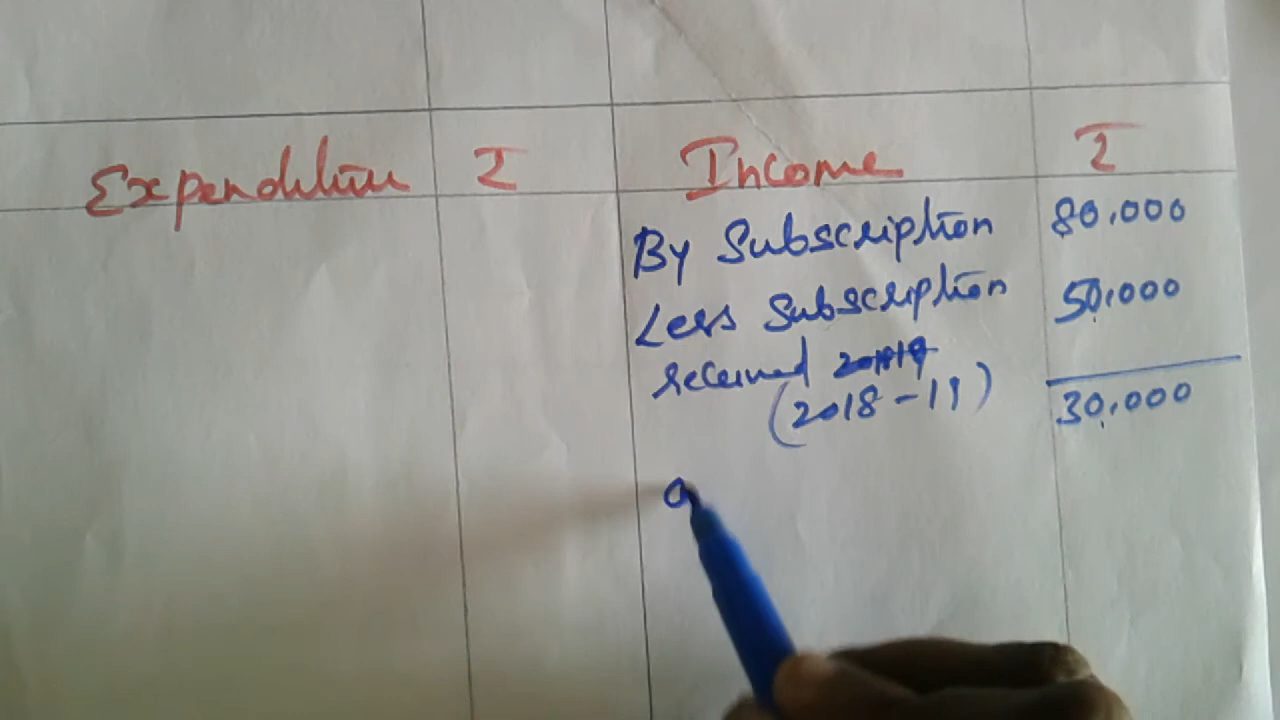 Expenditure ₹ Income ₹
By Subscription 80,000
Less Subscription 50,000
received
(2018-19) 30,000
a